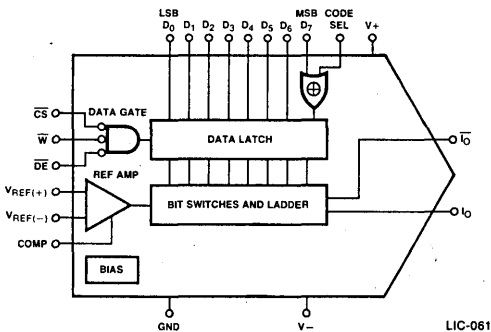 LSB MSB CODE
D0 D1 D2 D3 D4 D5 D6 D7 SEL V+
CS DATA GATE
W
DE
DATA LATCH
REF AMP
VREF(+)
VREF(−)
COMP
BIT SWITCHES AND LADDER
IO
IO
BIAS
GND V−
LIC-061